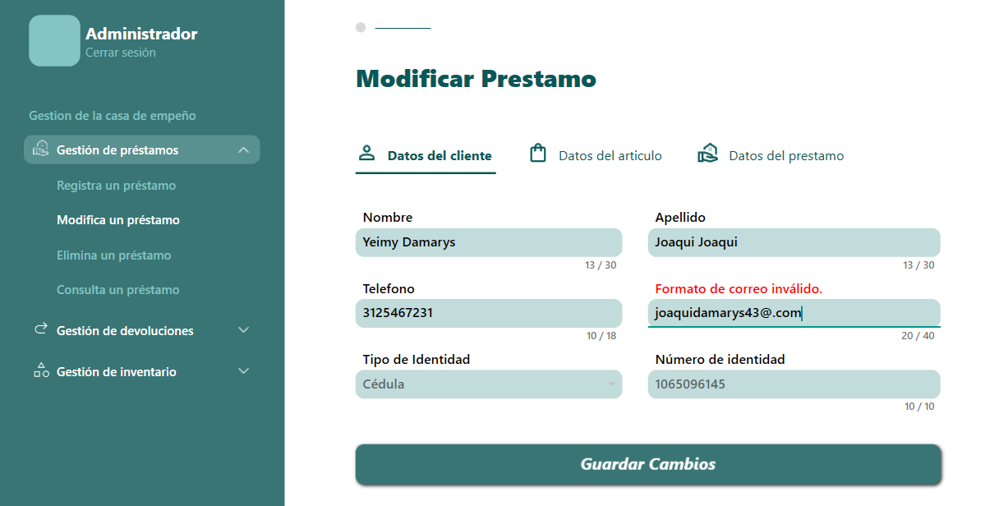 Administrador
Cerrar sesión
Gestion de la casa de empeño
Gestión de préstamos
Registra un préstamo
Modifica un préstamo
Elimina un préstamo
Consulta un préstamo
Gestión de devoluciones
Gestión de inventario
Modificar Prestamo
Datos del cliente Datos del articulo Datos del prestamo
Nombre Apellido
Yeimy Damarys Joaqui Joaqui
13 / 30 13 / 30
Telefono Formato de correo inválido.
3125467231 joaquidamarys43@.com
10 / 18 20 / 40
Tipo de Identidad Número de identidad
Cédula 1065096145
10 / 10
Guardar Cambios